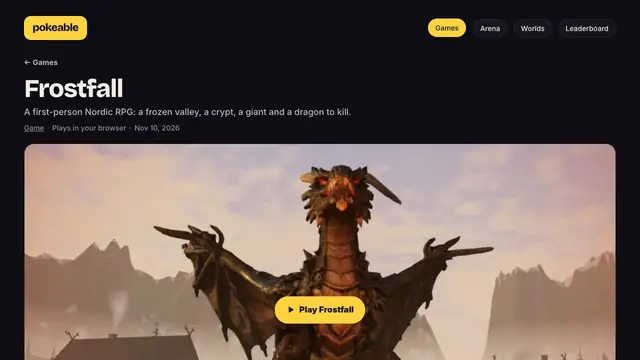 pokeable
Games
Arena
Worlds
Leaderboard
← Games
Frostfall
A first-person Nordic RPG: a frozen valley, a crypt, a giant and a dragon to kill.
Game · Plays in your browser · Nov 10, 2026
Play Frostfall